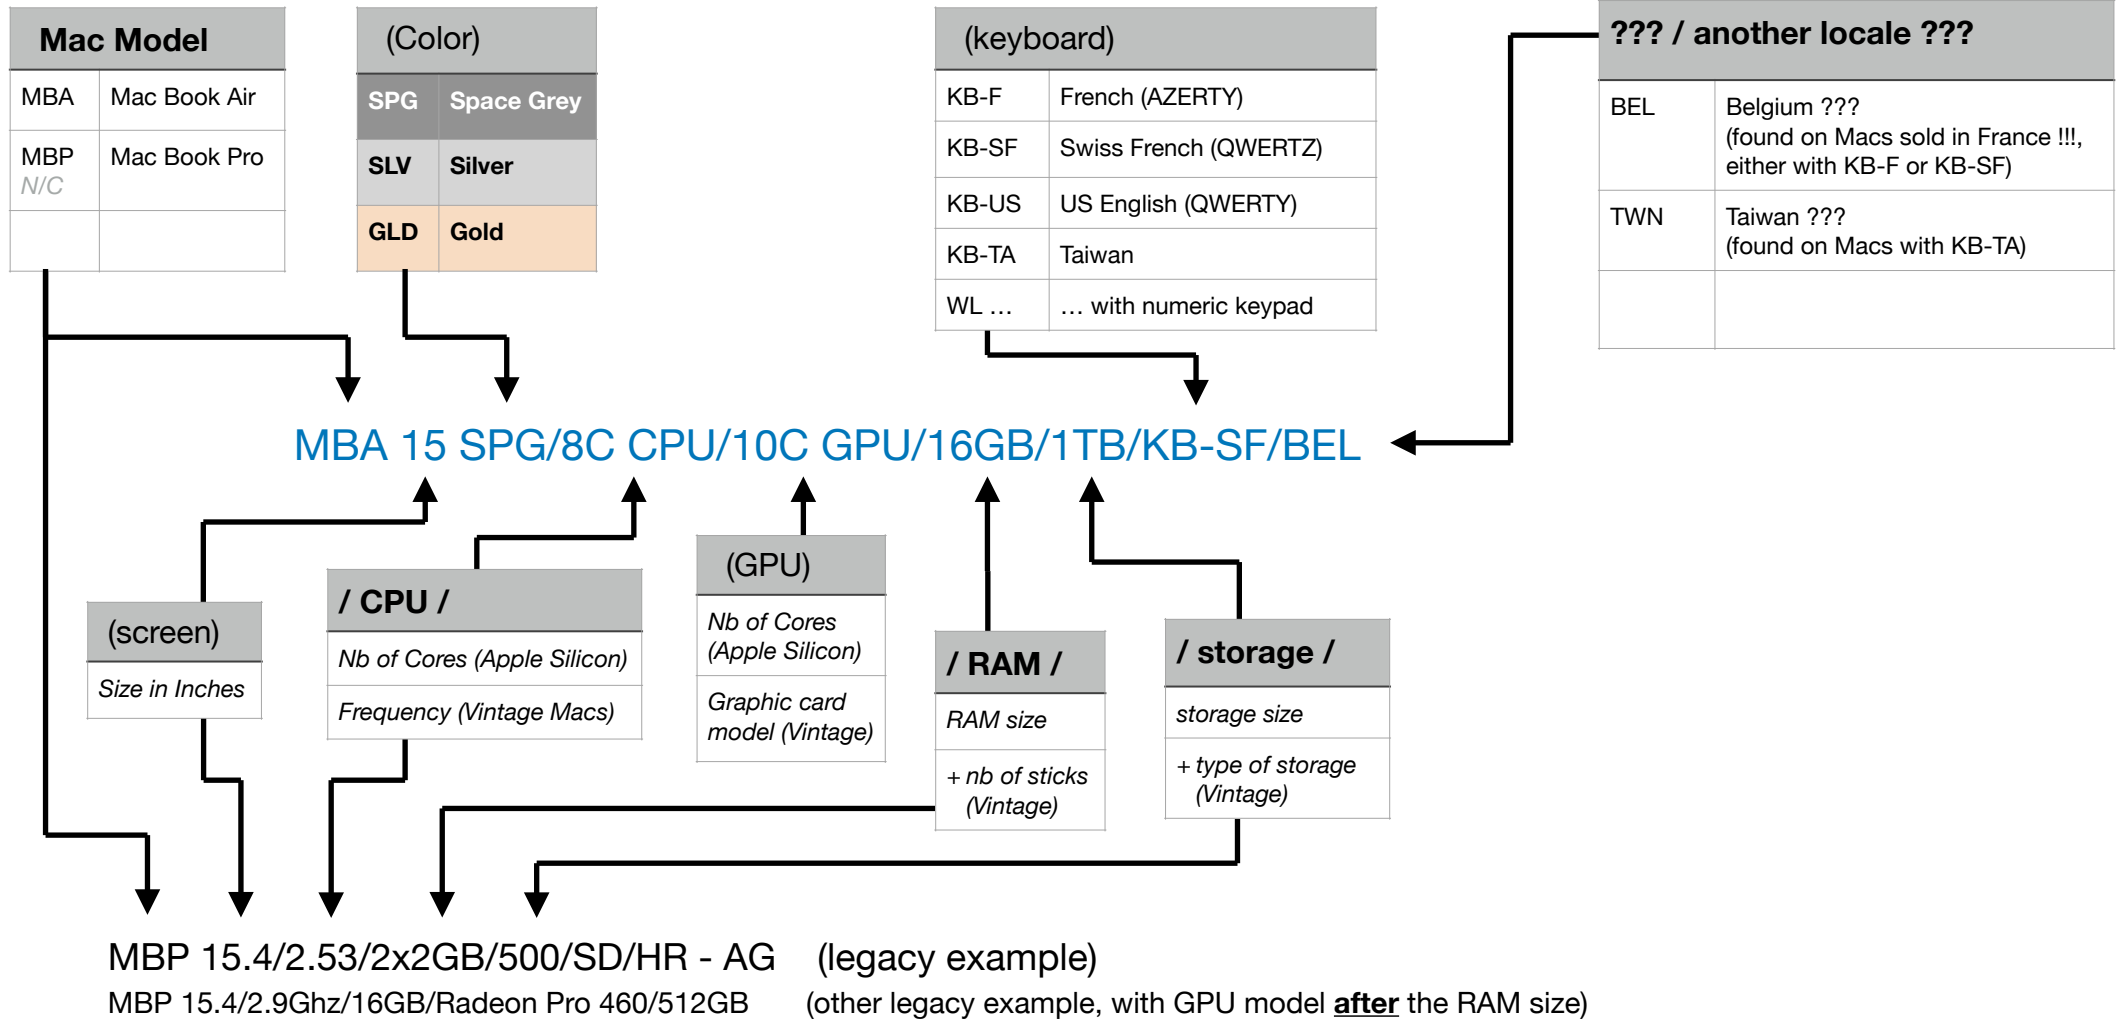 Mac Model
MBA Mac Book Air
MBP Mac Book Pro
N/C
(Color)
SPG Space Grey
SLV Silver
GLD Gold
(keyboard)
KB-F French (AZERTY)
KB-SF Swiss French (QWERTZ)
KB-US US English (QWERTY)
KB-TA Taiwan
WL … … with numeric keypad
??? / another locale ???
BEL Belgium ???
(found on Macs sold in France !!!,
either with KB-F or KB-SF)
TWN Taiwan ???
(found on Macs with KB-TA)
MBA 15 SPG/8C CPU/10C GPU/16GB/1TB/KB-SF/BEL
(screen)
Size in Inches
/ CPU /
Nb of Cores (Apple Silicon)
Frequency (Vintage Macs)
(GPU)
Nb of Cores
(Apple Silicon)
Graphic card
model (Vintage)
/ RAM /
RAM size
+ nb of sticks
(Vintage)
/ storage /
storage size
+ type of storage
(Vintage)
MBP 15.4/2.53/2x2GB/500/SD/HR - AG (legacy example)
MBP 15.4/2.9Ghz/16GB/Radeon Pro 460/512GB (other legacy example, with GPU model after the RAM size)